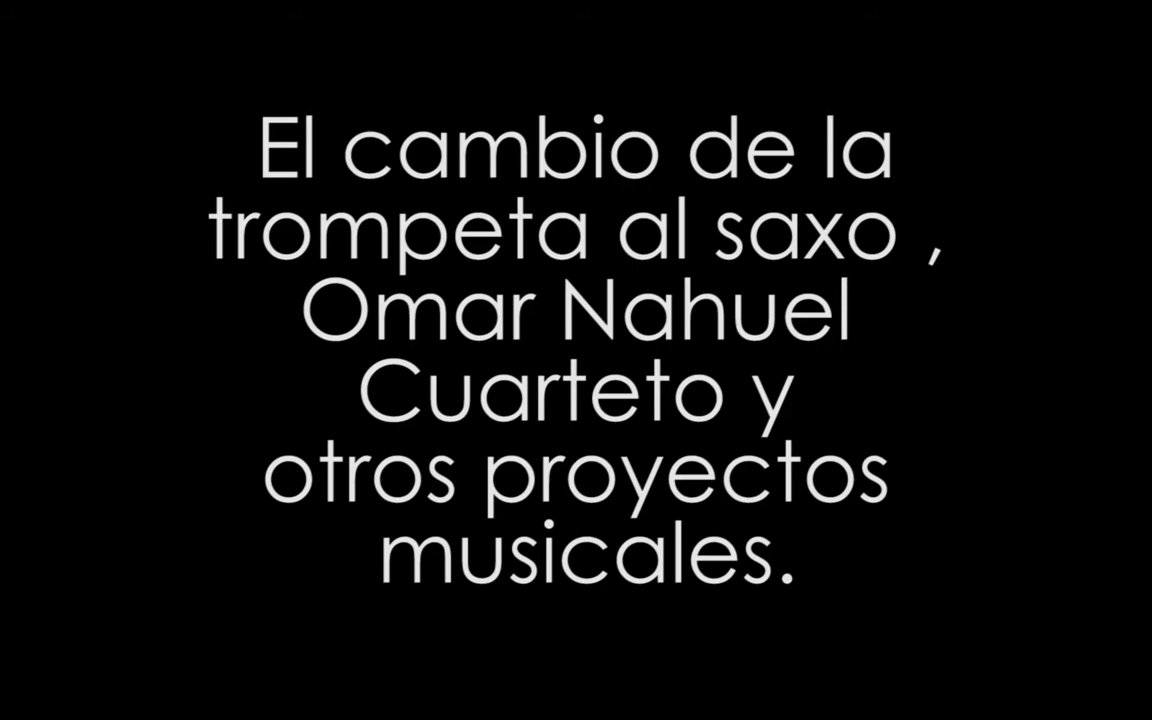 El cambio de la
trompeta al saxo ,
Omar Nahuel
Cuarteto y
otros proyectos
musicales.